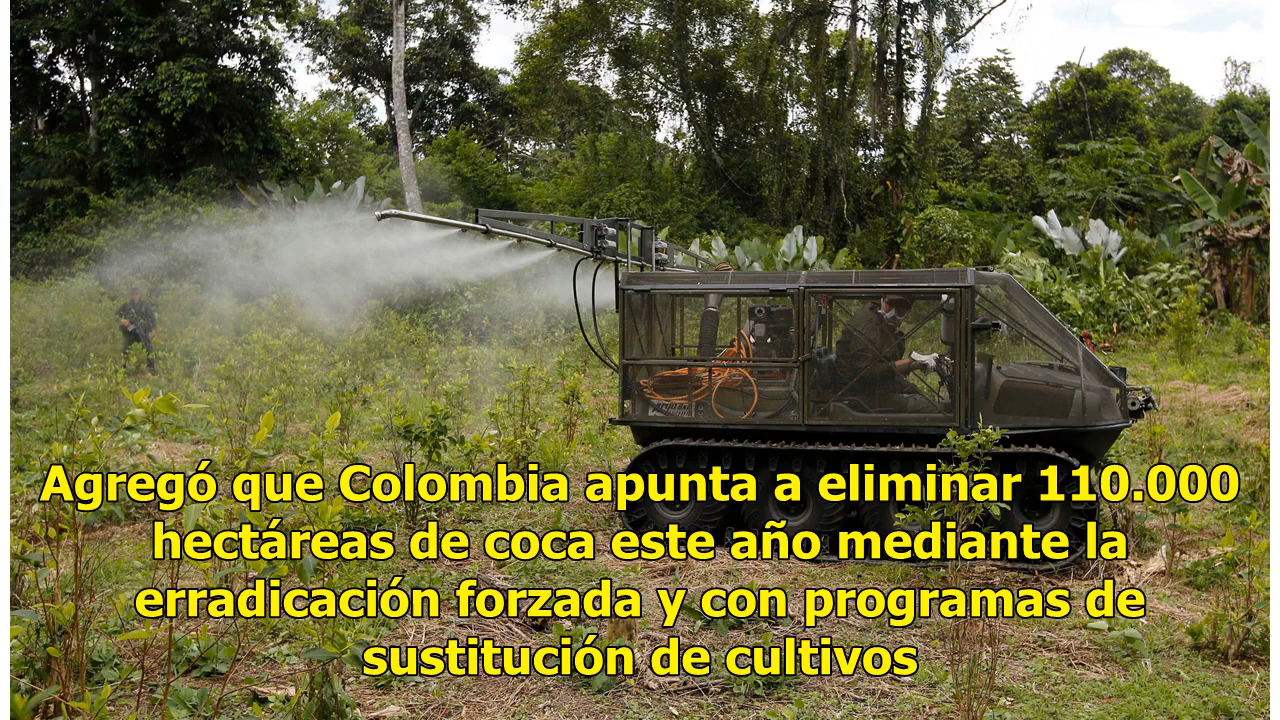 Agregó que Colombia apunta a eliminar 110.000
hectáreas de coca este año mediante la
erradicación forzada y con programas de
sustitución de cultivos